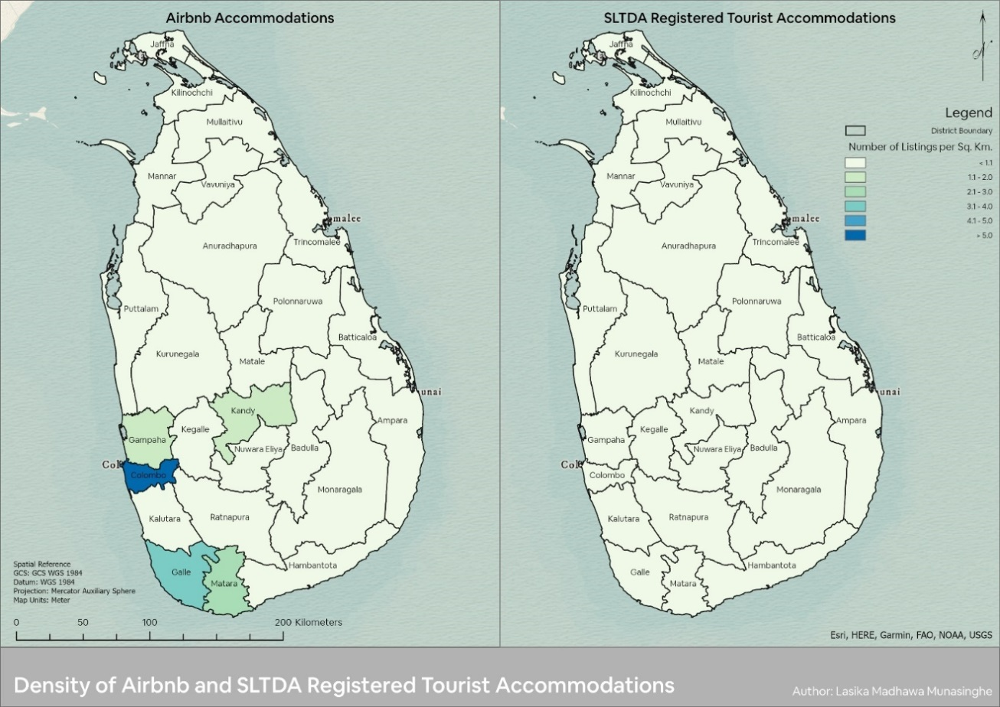 Airbnb Accommodations
Jaffna
Kilinochchi
Mullaitivu
Mannar
Vavuniya
malee
Anuradhapura
Trincomalee
Puttalam
Polonnaruwa
Batticaloa
Kurunegala
Matale
unai
Kandy
Ampara
Kegalle
Gampaha
Nuwara Eliya
Badulla
Col
Colombo
Monaragala
Kalutara
Ratnapura
Hambantota
Galle
Matara
Spatial Reference
GCS: GCS WGS 1984
Datum: WGS 1984
Projection: Mercator Auxiliary Sphere
Map Units: Meter
0 50 100 200 Kilometers
SLTDA Registered Tourist Accommodations
N
Jaffna
Kilinochchi
Mullaitivu
Mannar
Vavuniya
malee
Anuradhapura
Trincomalee
Puttalam
Polonnaruwa
Batticaloa
Kurunegala
Matale
unai
Kandy
Ampara
Kegalle
Gampaha
Nuwara Eliya
Badulla
Col
Colombo
Monaragala
Kalutara
Ratnapura
Hambantota
Galle
Matara
Legend
District Boundary
Number of Listings per Sq. Km.
< 1.1
1.1 - 2.0
2.1 - 3.0
3.1 - 4.0
4.1 - 5.0
> 5.0
Esri, HERE, Garmin, FAO, NOAA, USGS
Density of Airbnb and SLTDA Registered Tourist Accommodations
Author: Lasika Madhawa Munasinghe